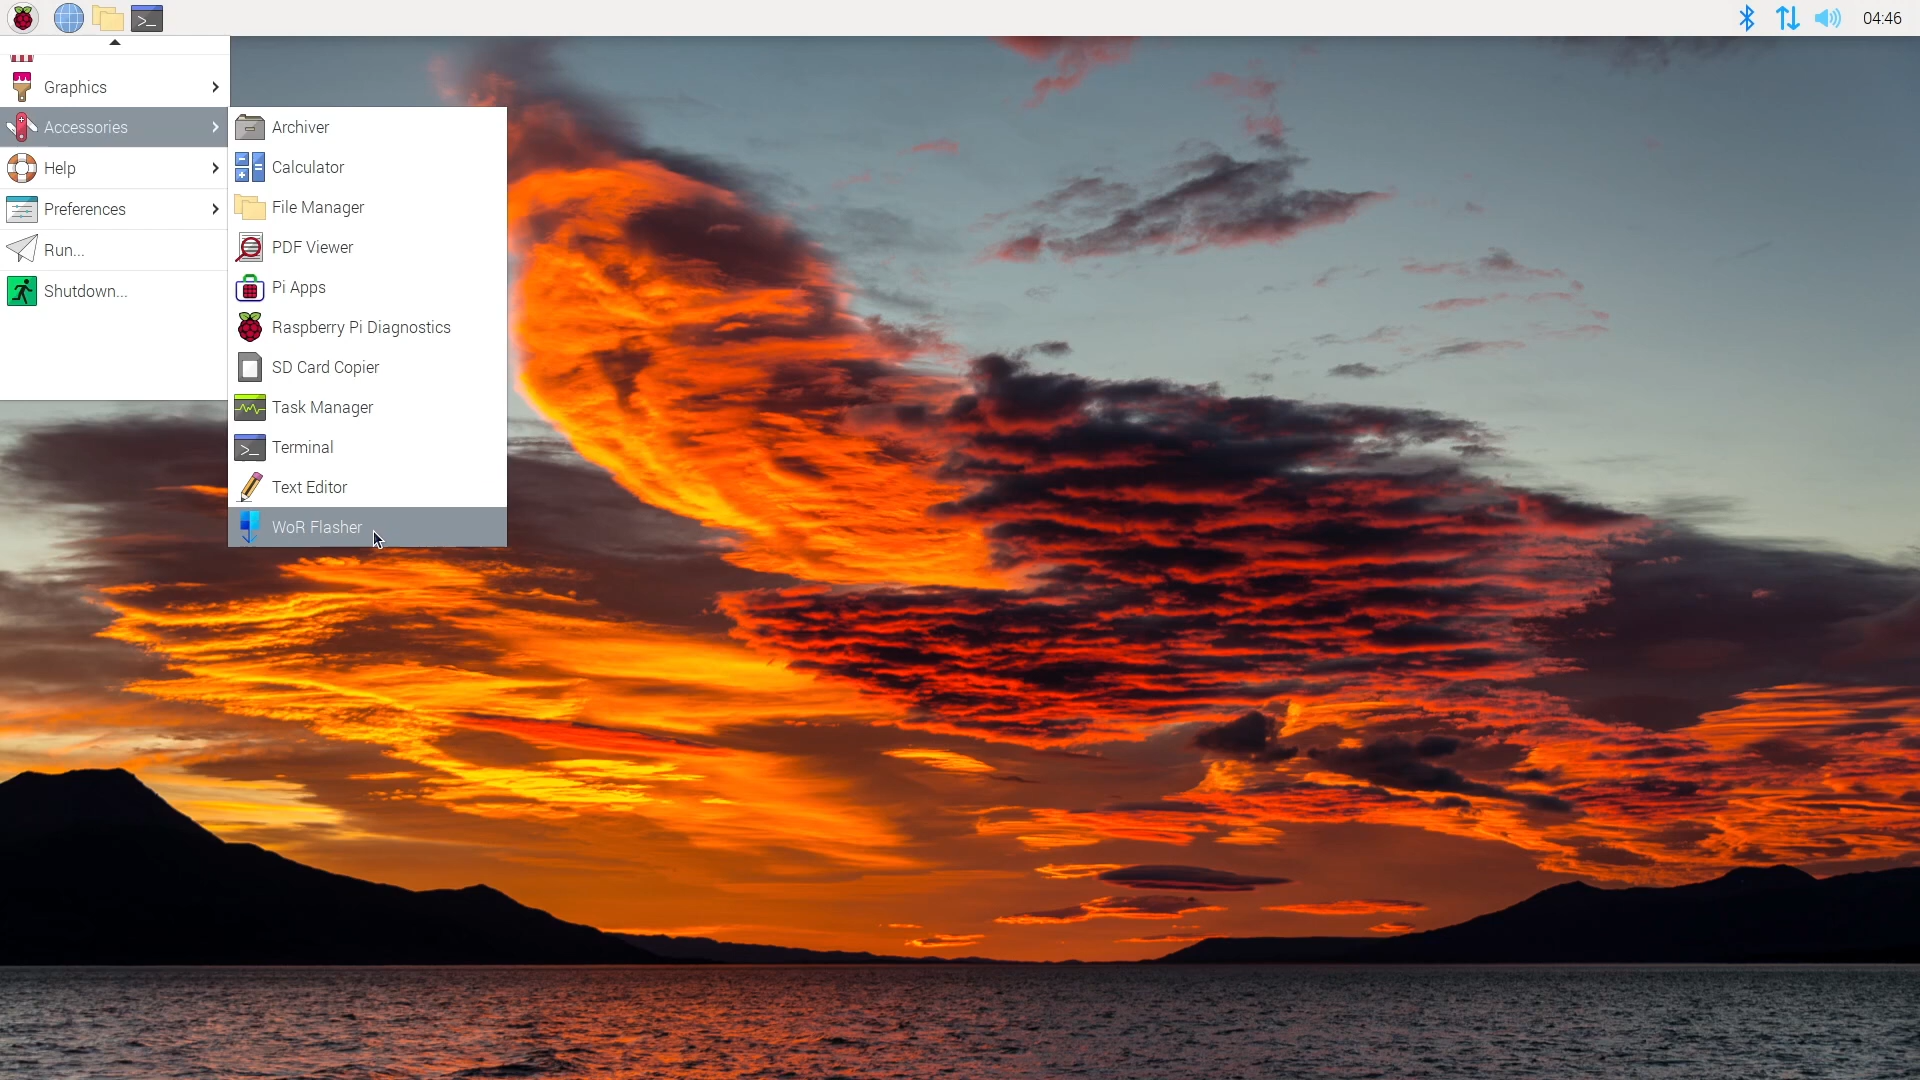 04:46
Graphics
Accessories
Help
Preferences
Run...
Shutdown...
Archiver
Calculator
File Manager
PDF Viewer
Pi Apps
Raspberry Pi Diagnostics
SD Card Copier
Task Manager
Terminal
Text Editor
WoR Flasher